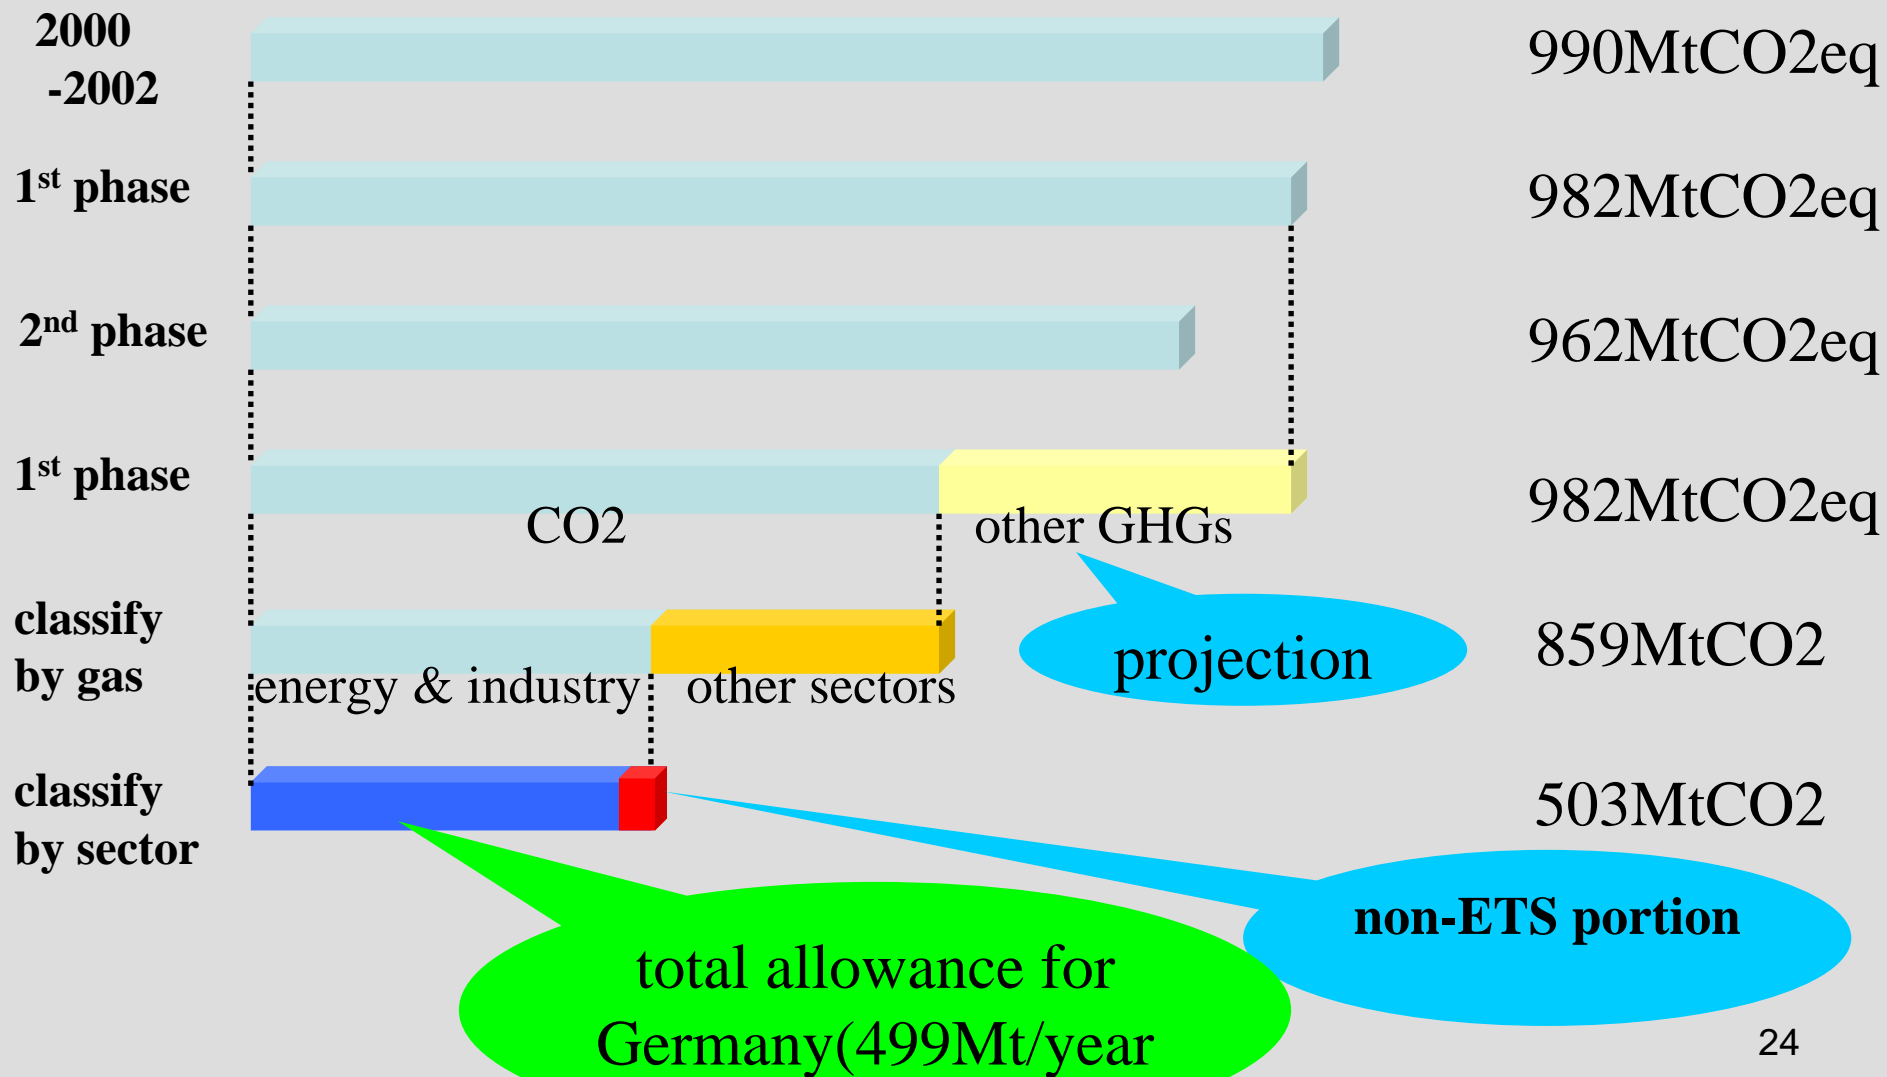 2000
-2002
990MtCO2eq
1st phase
982MtCO2eq
2nd phase
962MtCO2eq
1st phase
982MtCO2eq
CO2
other GHGs
classify
by gas
projection
859MtCO2
energy & industry
other sectors
classify
by sector
503MtCO2
non-ETS portion
total allowance for
Germany(499Mt/year
24